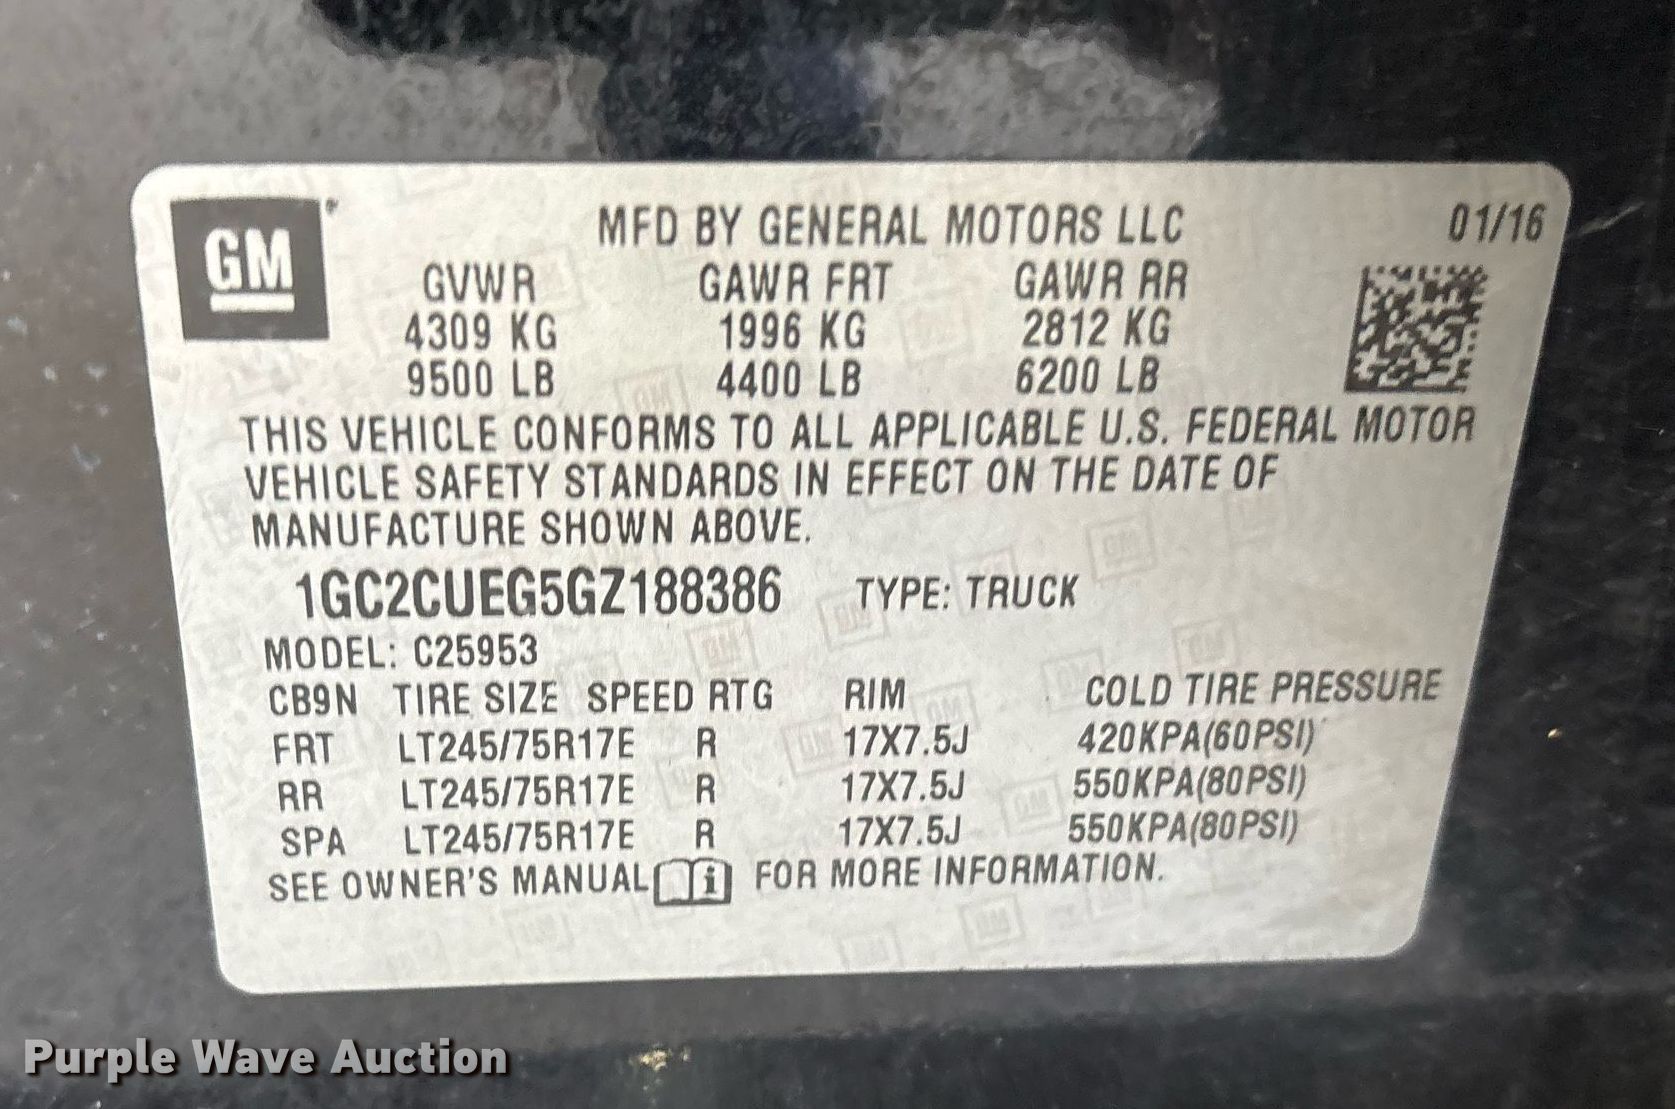 GM
MFD BY GENERAL MOTORS LLC 01/16
GVWR GAWR FRT GAWR RR
4309 KG 1996 KG 2812 KG
9500 LB 4400 LB 6200 LB
THIS VEHICLE CONFORMS TO ALL APPLICABLE U.S. FEDERAL MOTOR
VEHICLE SAFETY STANDARDS IN EFFECT ON THE DATE OF
MANUFACTURE SHOWN ABOVE.
1GC2CUEG5GZ188386 TYPE: TRUCK
MODEL: C25953
CB9N TIRE SIZE SPEED RTG RIM COLD TIRE PRESSURE
FRT LT245/75R17E R 17X7.5J 420KPA(60PSI)
RR LT245/75R17E R 17X7.5J 550KPA(80PSI)
SPA LT245/75R17E R 17X7.5J 550KPA(80PSI)
SEE OWNER'S MANUAL i FOR MORE INFORMATION.
Purple Wave Auction